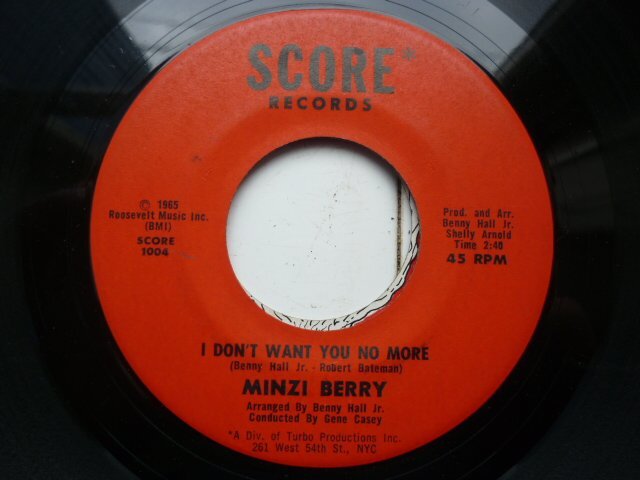 SCORE*
RECORDS
© 1965
Roosevelt Music Inc.
(BMI)
SCORE
1004
Prod. and Arr.
Benny Hall Jr.
Shelly Arnold
Time 2:40
45 RPM
I DON'T WANT YOU NO MORE
(Benny Hall Jr. - Robert Bateman)
MINZI BERRY
Arranged By Benny Hall Jr.
Conducted By Gene Casey
*A Div. of Turbo Productions Inc.
261 West 54th St., NYC